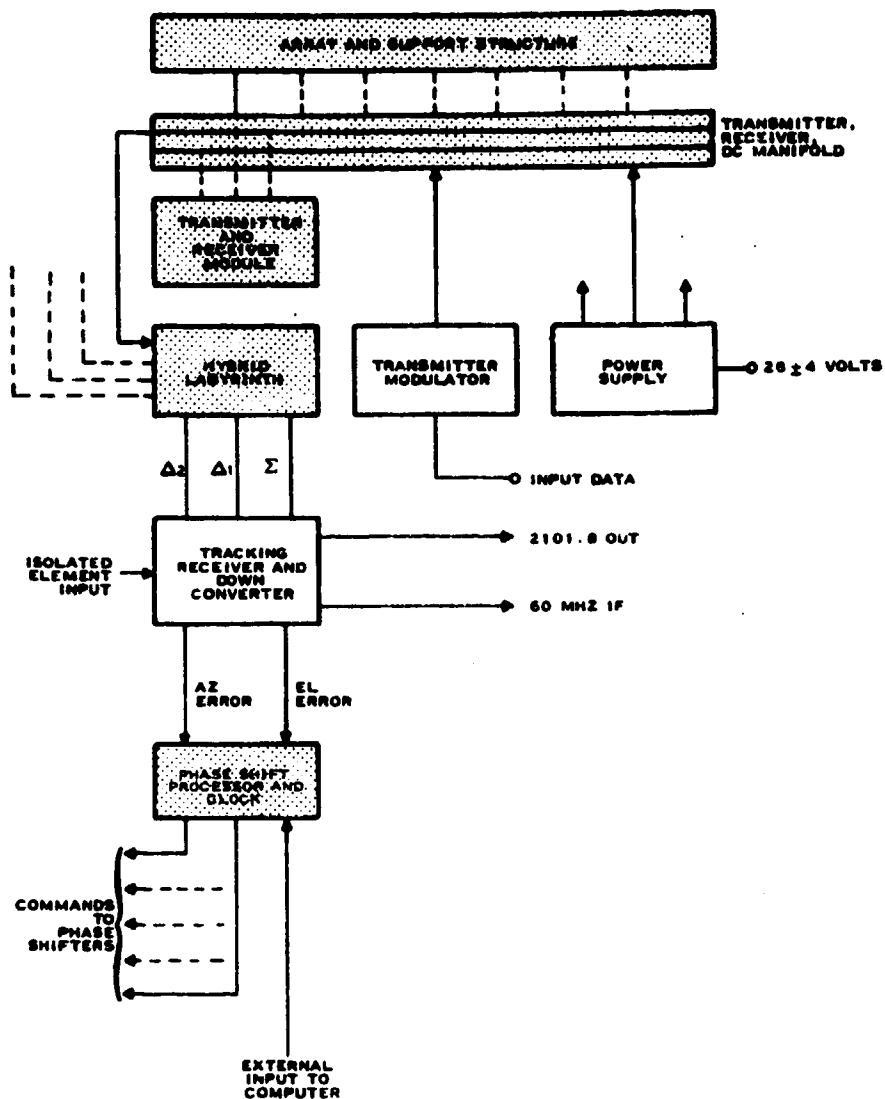 ARRAY AND SUPPORT STRUCTURE
TRANSMITTER,
RECEIVER,
DC MANIFOLD
TRANSMITTER
AND
RECEIVER
MODULE
HYBRID
LABYRINTH
TRANSMITTER
MODULATOR
POWER
SUPPLY
28 ± 4 VOLTS
Δ2
Δ1
Σ
INPUT DATA
ISOLATED
ELEMENT
INPUT
TRACKING
RECEIVER AND
DOWN
CONVERTER
2101.8 OUT
60 MHZ IF
AZ
ERROR
EL
ERROR
PHASE SHIFT
PROCESSOR AND
CLOCK
COMMANDS
TO
PHASE
SHIFTERS
EXTERNAL
INPUT TO
COMPUTER